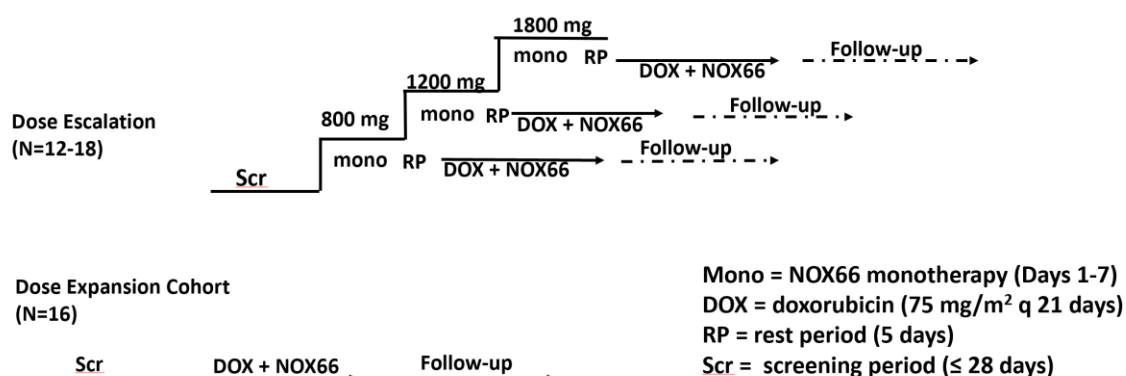 1800 mg
mono RP
DOX + NOX66
Follow-up
1200 mg
mono RP
DOX + NOX66
Follow-up
Dose Escalation
(N=12-18)
800 mg
mono RP
DOX + NOX66
Follow-up
Scr
Dose Expansion Cohort
(N=16)
Scr DOX + NOX66 Follow-up
Mono = NOX66 monotherapy (Days 1-7)
DOX = doxorubicin (75 mg/m² q 21 days)
RP = rest period (5 days)
Scr = screening period (≤ 28 days)